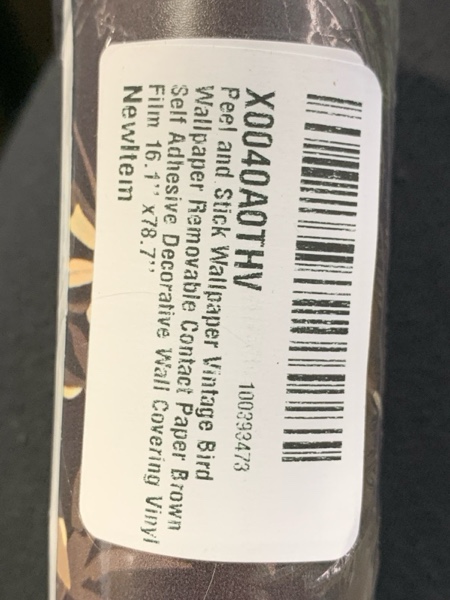 100393473
X0040A0THV
Peel and Stick Wallpaper Vintage Bird
Wallpaper Removable Contact Paper Brown
Self Adhesive Decorative Wall Covering Vinyl
Film 16.1" x78.7"
NewItem